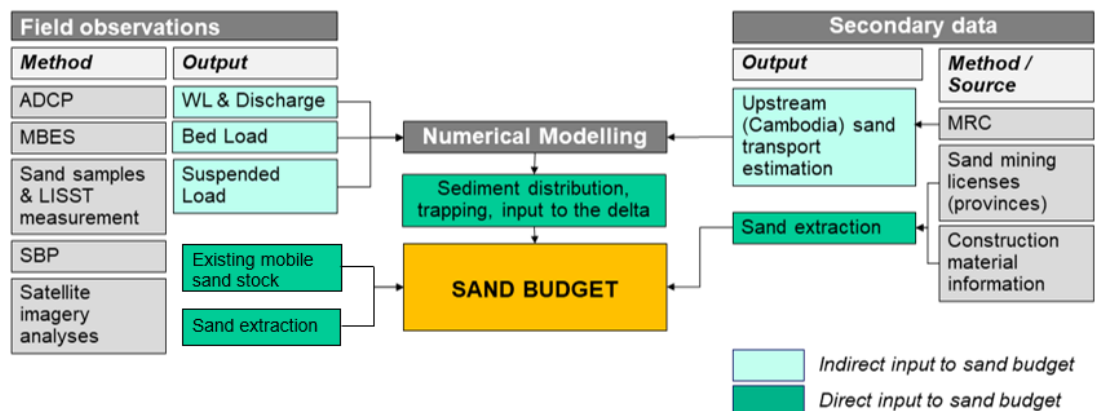 Field observations
Method
Output
ADCP
WL & Discharge
MBES
Bed Load
Sand samples
& LISST
measurement
Suspended
Load
SBP
Existing mobile
sand stock
Satellite
imagery
analyses
Sand extraction
Numerical Modelling
Sediment distribution,
trapping, input to the delta
SAND BUDGET
Secondary data
Output
Method /
Source
Upstream
(Cambodia) sand
transport
estimation
MRC
Sand mining
licenses
(provinces)
Sand extraction
Construction
material
information
Indirect input to sand budget
Direct input to sand budget